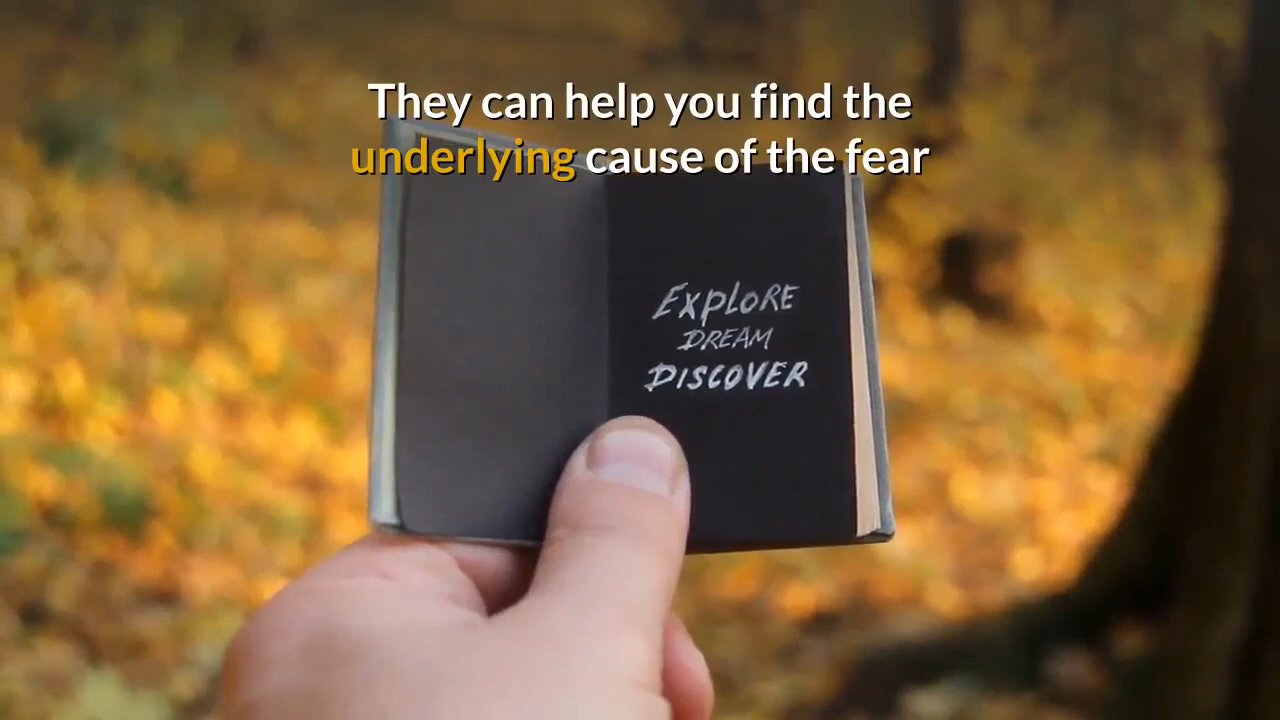 They can help you find the
underlying cause of the fear
EXPLORE
DREAM
DISCOVER